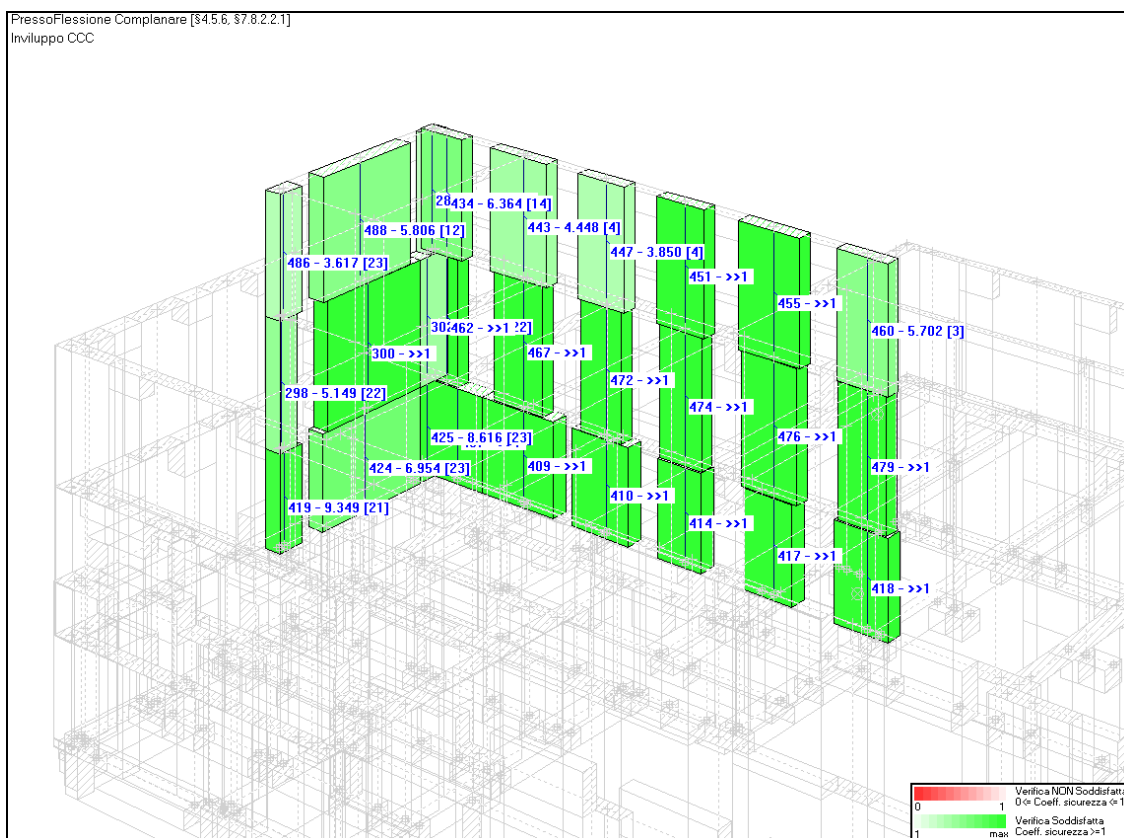 PressoFlessione Complanare [§4.5.6, §7.8.2.2.1]
Inviluppo CCC
28
434 - 6.364 [14]
488 - 5.806 [12]
443 - 4.448 [4]
447 - 3.850 [4]
486 - 3.617 [23]
451 - >>1
455 - >>1
460 - 5.702 [3]
302
462 - >>1
22]
300 - >>1
467 - >>1
472 - >>1
298 - 5.149 [22]
474 - >>1
476 - >>1
425 - 8.616 [23]
424 - 6.954 [23]
409 - >>1
479 - >>1
410 - >>1
419 - 9.349 [21]
414 - >>1
417 - >>1
418 - >>1
Verifica NON Soddisfatta
0 <= Coeff. sicurezza <= 1
0 1
Verifica Soddisfatta
Coeff. sicurezza >=1
1 max